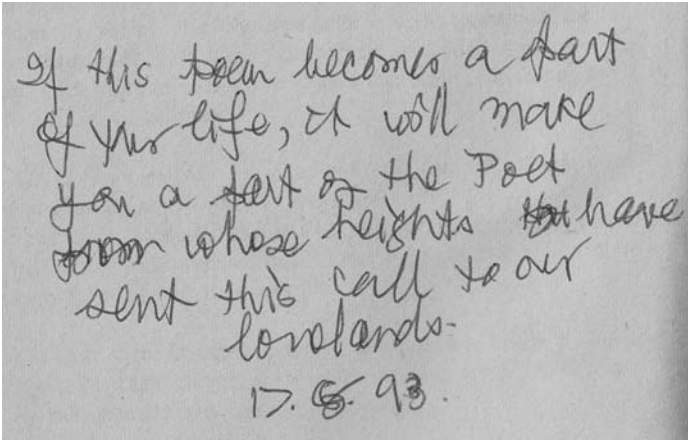 If this poem becomes a part
of your life, it will make
you a part of the Poet
from whose heights have
sent this call to our
lowlands.
17. 93.